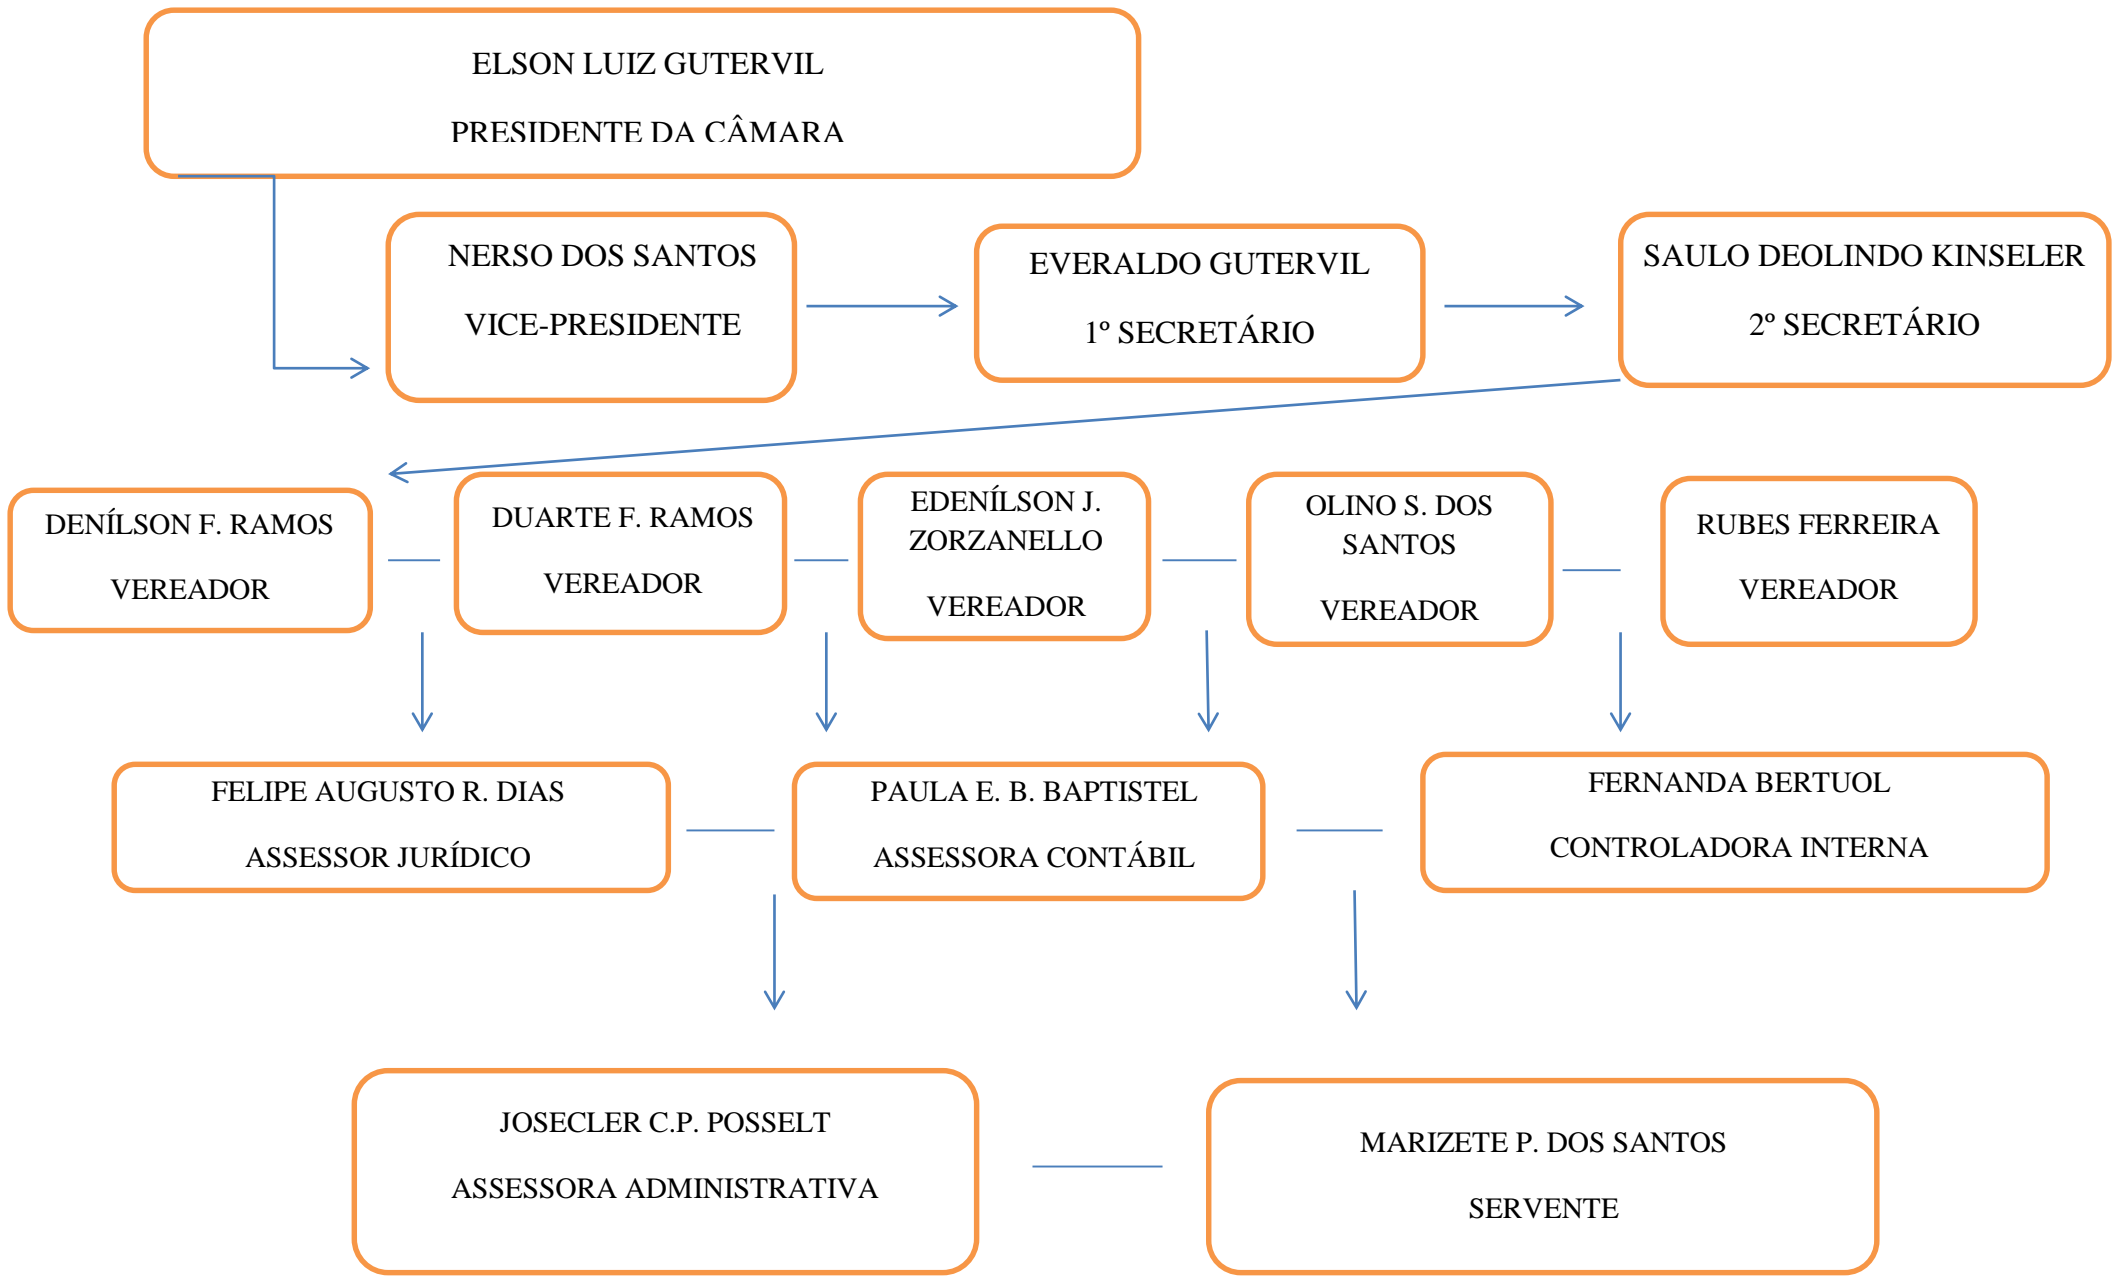 ELSON LUIZ GUTERVIL
PRESIDENTE DA CÂMARA
NERSO DOS SANTOS
VICE-PRESIDENTE
EVERALDO GUTERVIL
1º SECRETÁRIO
SAULO DEOLINDO KINSELER
2º SECRETÁRIO
DENÍLSON F. RAMOS
VEREADOR
DUARTE F. RAMOS
VEREADOR
EDENÍLSON J.
ZORZANELLO
VEREADOR
OLINO S. DOS
SANTOS
VEREADOR
RUBES FERREIRA
VEREADOR
FELIPE AUGUSTO R. DIAS
ASSESSOR JURÍDICO
PAULA E. B. BAPTISTEL
ASSESSORA CONTÁBIL
FERNANDA BERTUOL
CONTROLADORA INTERNA
JOSECLER C.P. POSSELT
ASSESSORA ADMINISTRATIVA
MARIZETE P. DOS SANTOS
SERVENTE